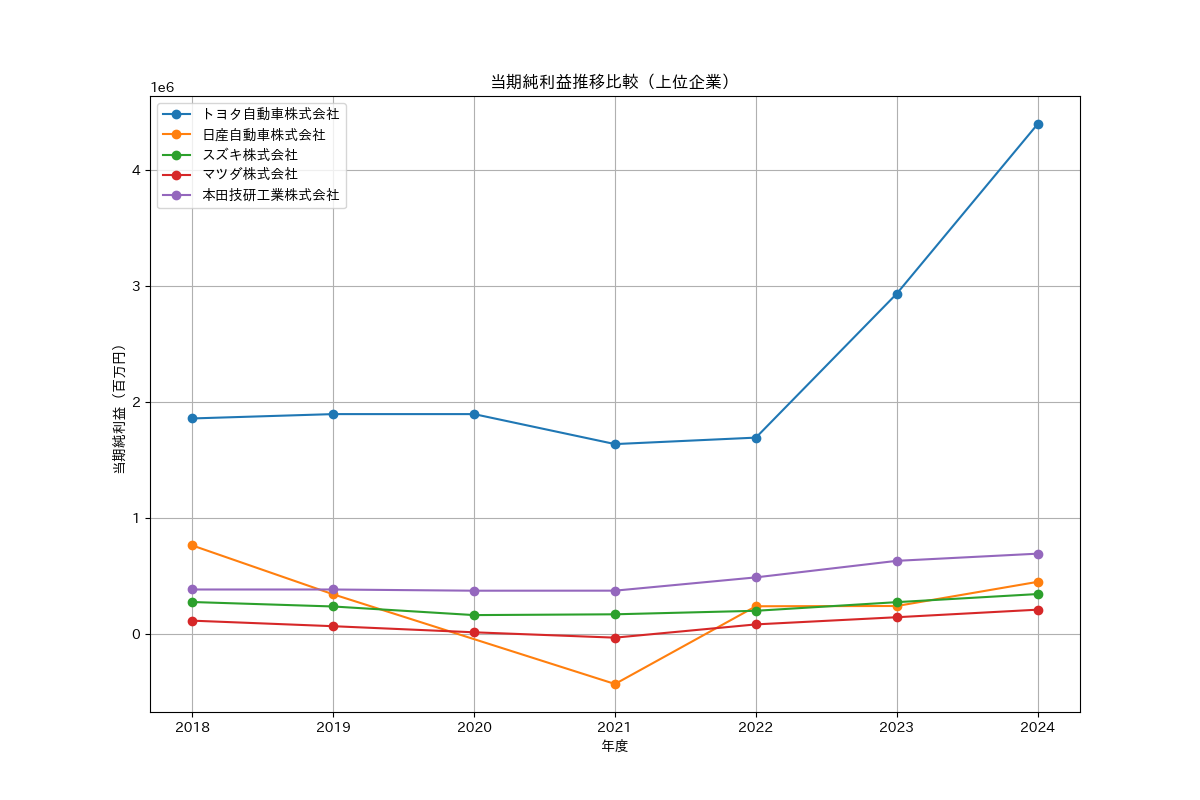 当期純利益推移比較（上位企業）
1e6
トヨタ自動車株式会社
日産自動車株式会社
スズキ株式会社
マツダ株式会社
本田技研工業株式会社
4
3
2
1
0
当期純利益（百万円）
2018 2019 2020 2021 2022 2023 2024
年度